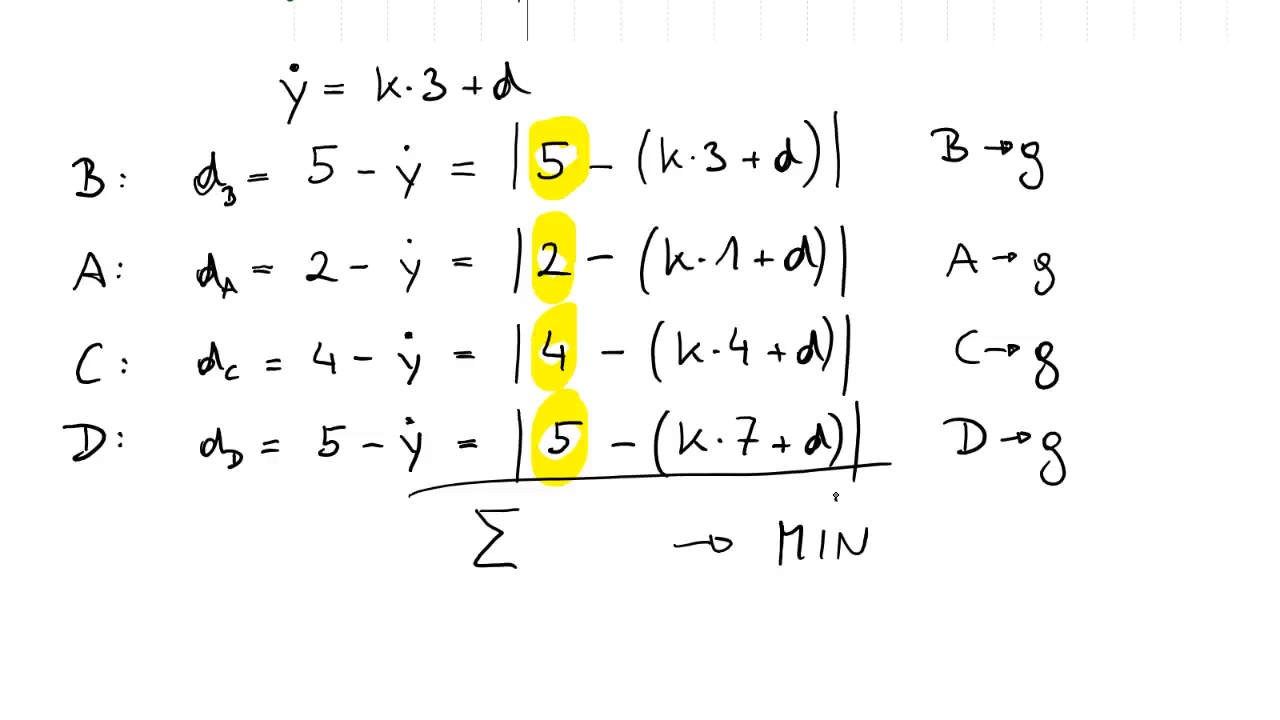 ẏ = k·3 + d
B: d_B = 5 - ẏ = |5 - (k·3 + d)| B → g
A: d_A = 2 - ẏ = |2 - (k·1 + d)| A → g
C: d_C = 4 - ẏ = |4 - (k·4 + d)| C → g
D: d_D = 5 - ẏ = |5 - (k·7 + d)| D → g
Σ → MIN